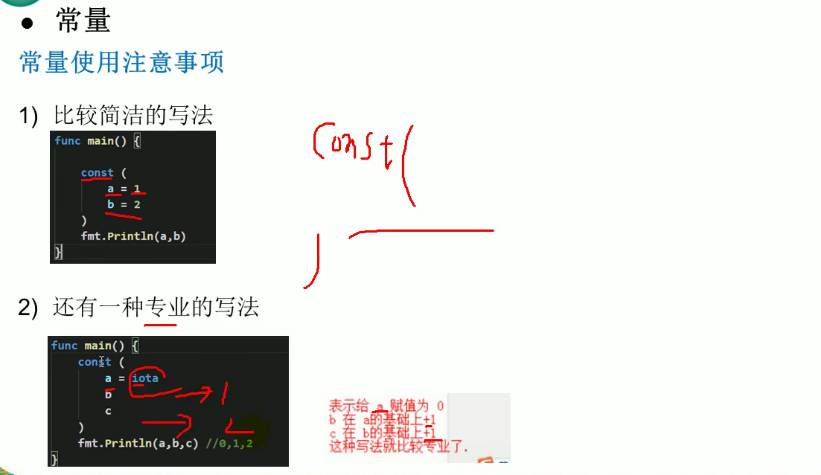 ● 常量
常量使用注意事项
1) 比较简洁的写法
func main() {
const (
a = 1
b = 2
)
fmt.Println(a,b)
}
Const(
)
2) 还有一种专业的写法
func main() {
const (
a = iota
b
c
)
fmt.Println(a,b,c) //0,1,2
}
1
2
表示给 a 赋值为 0
b 在 a的基础上+1
c 在 b的基础上+1
这种写法就比较专业了.